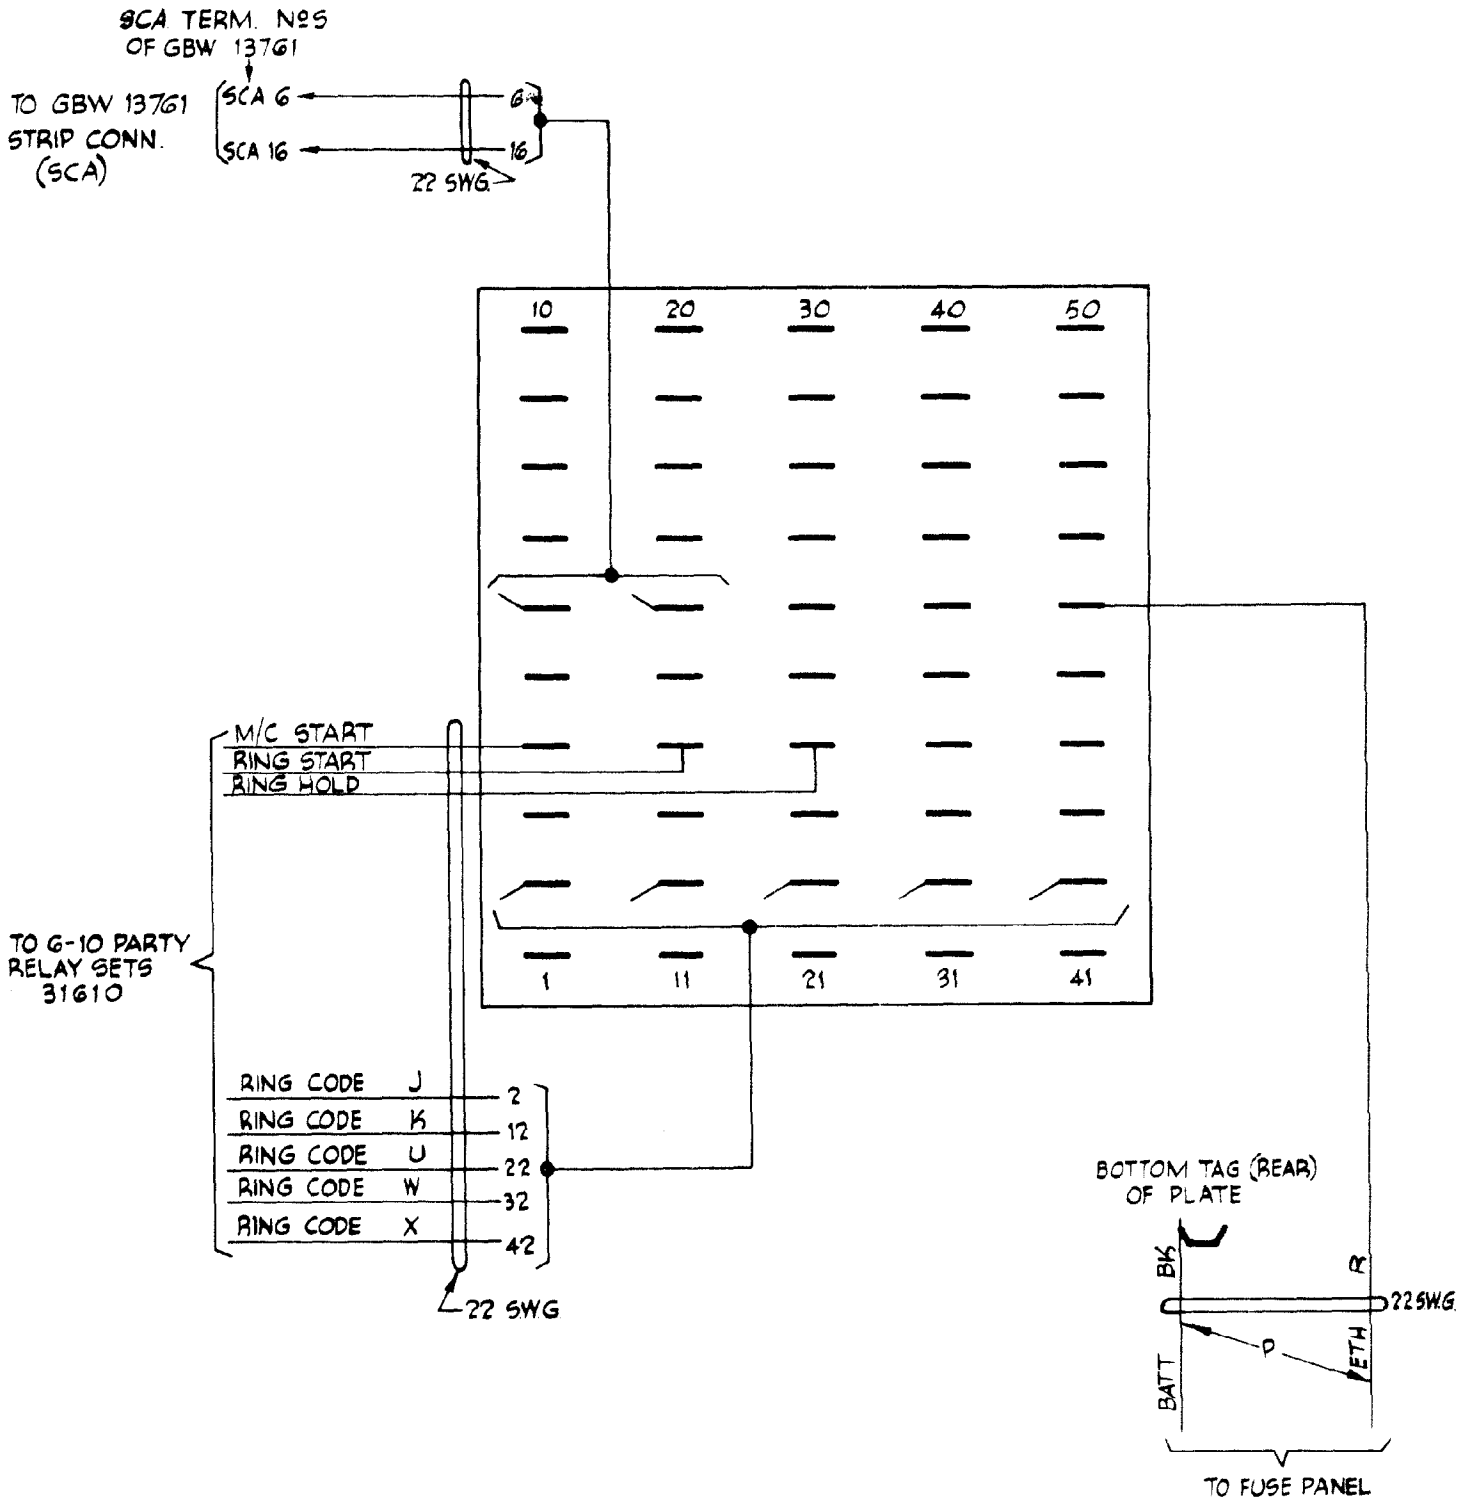 SCA TERM. Nos
OF GBW 13761
TO GBW 13761
STRIP CONN.
(SCA)
SCA 6
6
SCA 16
16
22 SWG.
10 20 30 40 50
M/C START
RING START
RING HOLD
TO 6-10 PARTY
RELAY SETS
31610
1 11 21 31 41
RING CODE J 2
RING CODE K 12
RING CODE U 22
RING CODE W 32
RING CODE X 42
22 SWG.
BOTTOM TAG (REAR)
OF PLATE
BK
R
22 SWG.
P
BATT
ETH
TO FUSE PANEL